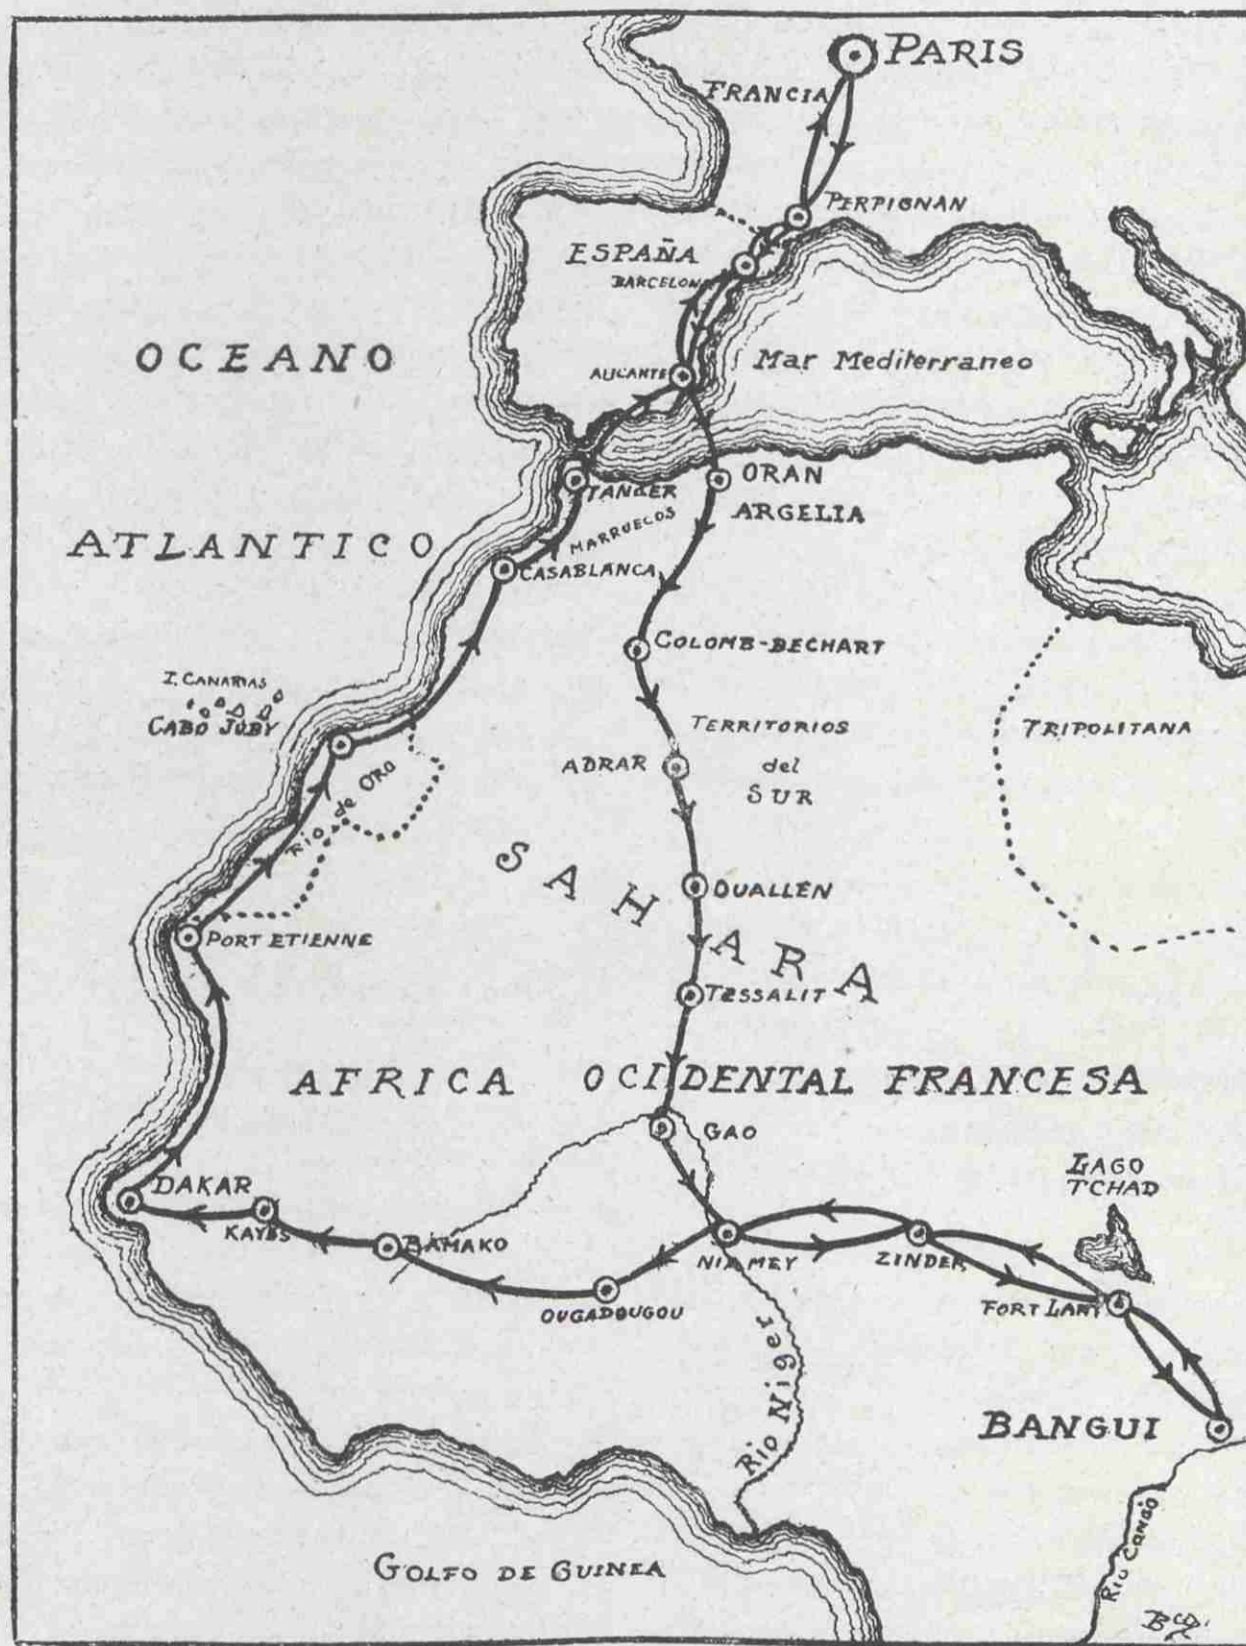 PARIS
FRANCIA
PERPIGNAN
ESPAÑA
BARCELONA
OCEANO
Mar Mediterraneo
ALICANTE
ORAN
TANGER
ARGELIA
MARRUECOS
ATLANTICO
CASABLANCA
COLOMB-BECHART
I. CANARIAS
CABO JUBY
TERRITORIOS
del
SUR
TRIPOLITANA
ADRAR
RIO de ORO
SAHARA
OUALLEN
PORT ETIENNE
TESSALIT
AFRICA OCIDENTAL FRANCESA
GAO
LAGO
TCHAD
DAKAR
KAYES
BAMAKO
NIAMEY
ZINDER
OUGADOUGOU
FORT LAMY
Rio Niger
BANGUI
Rio Congo
GOLFO DE GUINEA